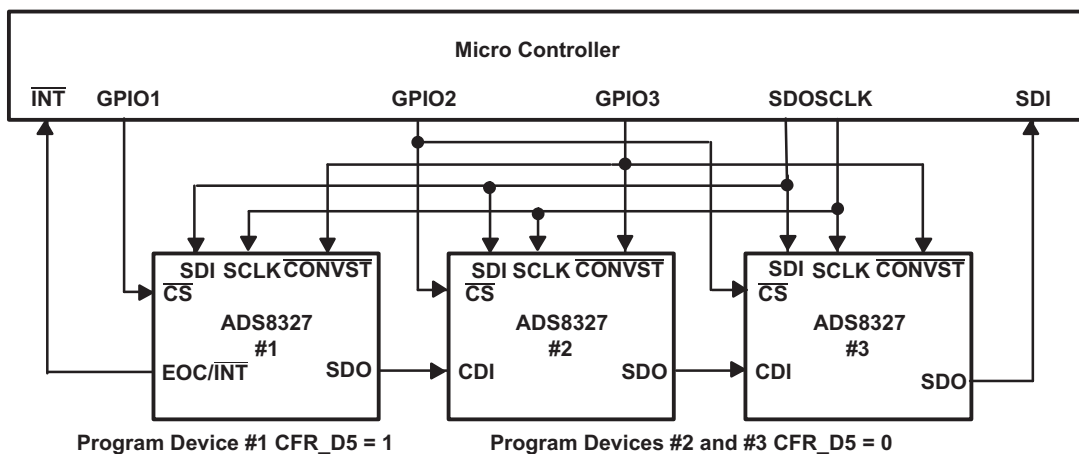 Micro Controller
INT GPIO1 GPIO2 GPIO3 SDOSCLK SDI
SDI SCLK CONVST
CS
ADS8327
#1
EOC/INT SDO
SDI SCLK CONVST
CS
ADS8327
#2
CDI SDO
SDI SCLK CONVST
CS
ADS8327
#3
CDI SDO
Program Device #1 CFR_D5 = 1
Program Devices #2 and #3 CFR_D5 = 0